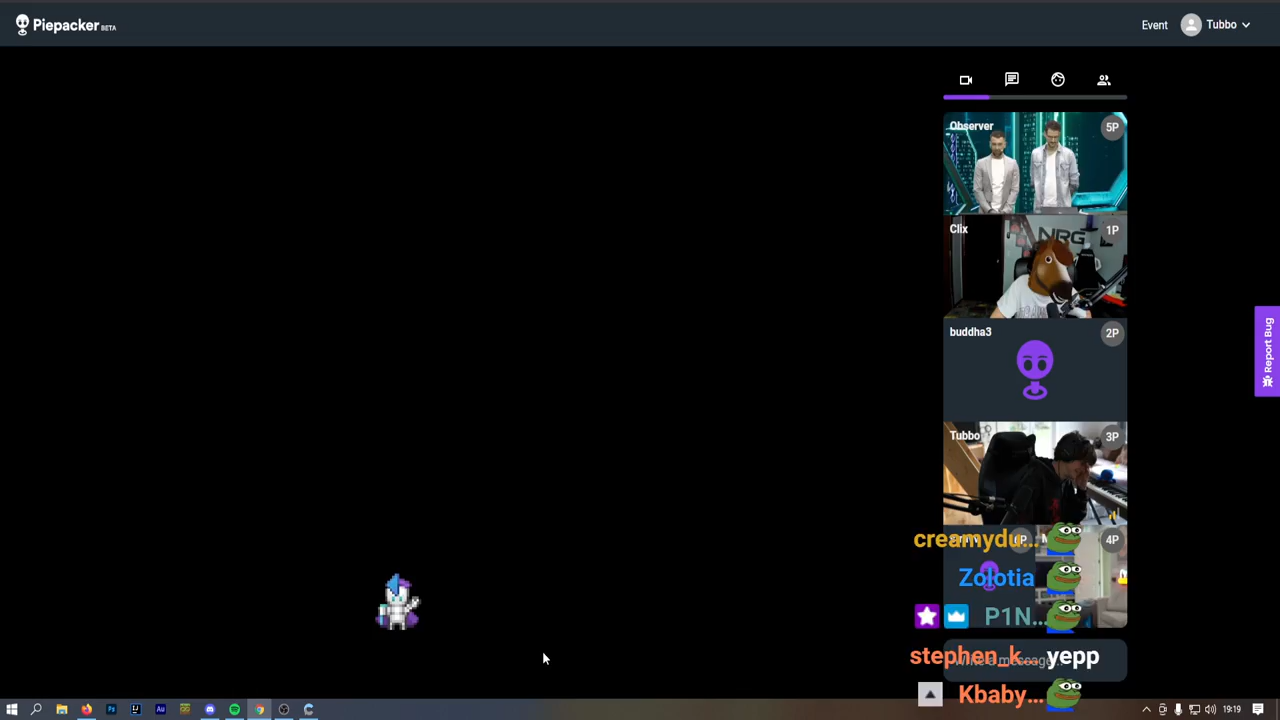 Piepacker BETA
Event
Tubbo
Observer
5P
Clix
1P
NRG
buddha3
2P
Report Bug
Tubbo
3P
creamydu...
4P
Zolotia
P1N...
stephen_k... yepp
Kbaby...
19:19